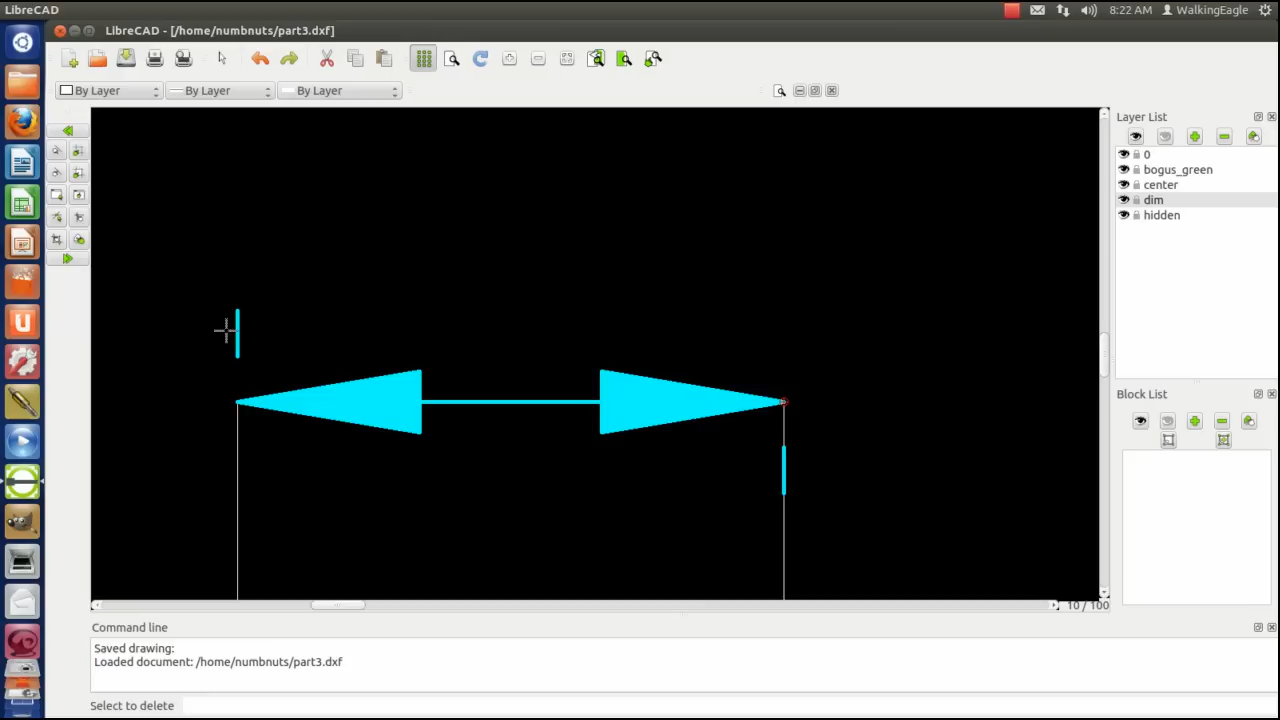 LibreCAD
8:22 AM
WalkingEagle
LibreCAD - [/home/numbnuts/part3.dxf]
By Layer
By Layer
By Layer
Layer List
0
bogus_green
center
dim
hidden
Block List
10 / 100
Command line
Saved drawing:
Loaded document: /home/numbnuts/part3.dxf
Select to delete